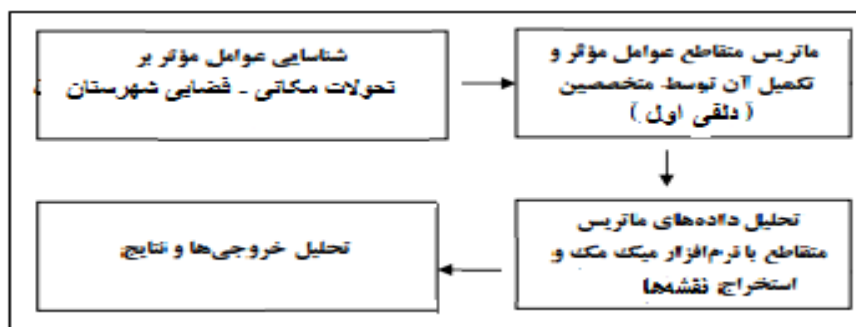 شناسایی عوامل مؤثر بر
تحولات مکانی - فضایی شهرستان
ماتریس متقاطع عوامل مؤثر و
تکمیل آن توسط متخصصین
( دلفی اول )
تحلیل داده‌های ماتریس
متقاطع با نرم‌افزار میک مک و
استخراج نقشه‌ها
تحلیل خروجی‌ها و نتایج